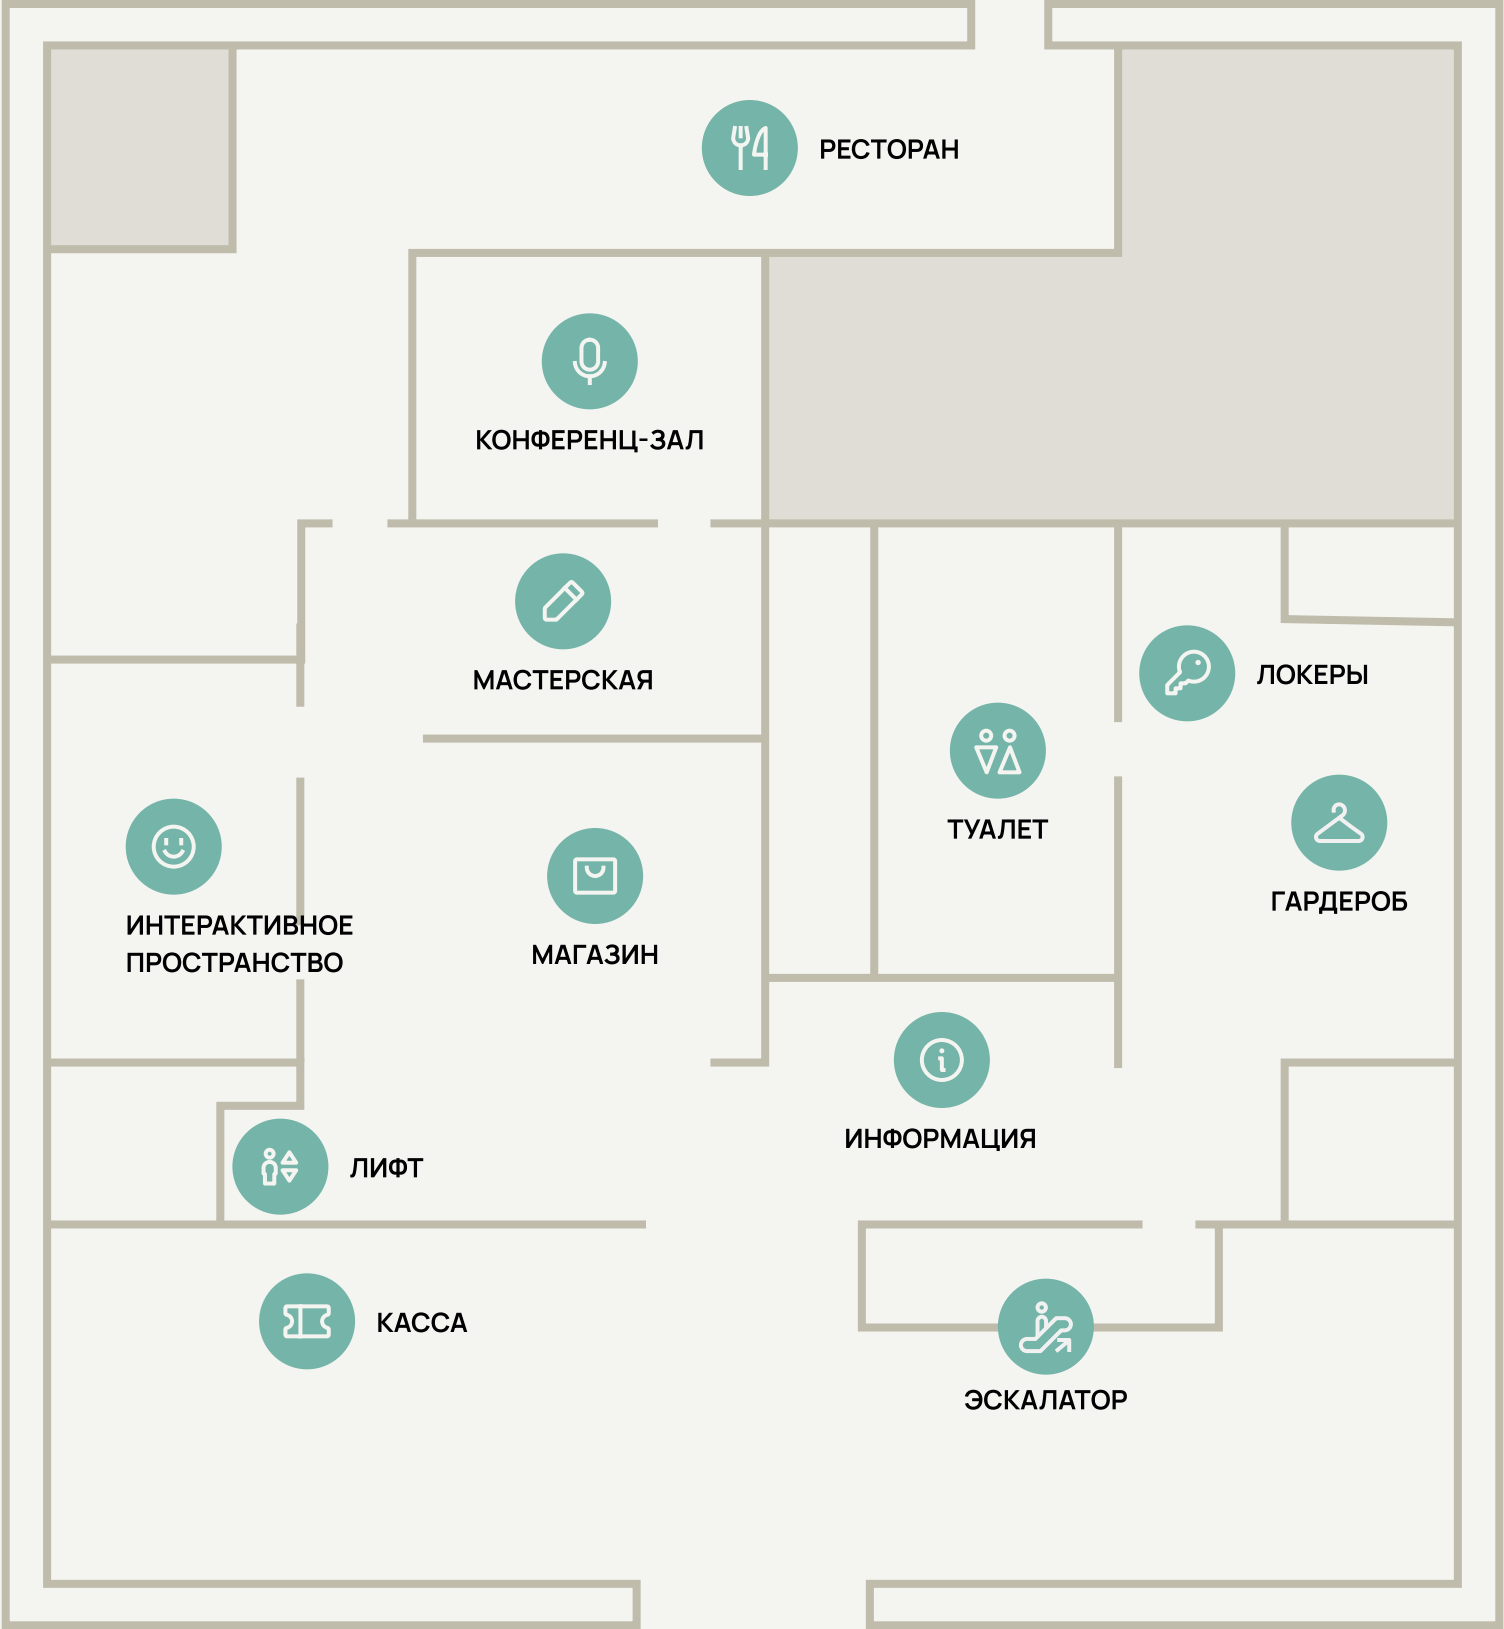 РЕСТОРАН
КОНФЕРЕНЦ-ЗАЛ
МАСТЕРСКАЯ
ЛОКЕРЫ
ТУАЛЕТ
ГАРДЕРОБ
ИНТЕРАКТИВНОЕ
ПРОСТРАНСТВО
МАГАЗИН
ИНФОРМАЦИЯ
ЛИФТ
КАССА
ЭСКАЛАТОР